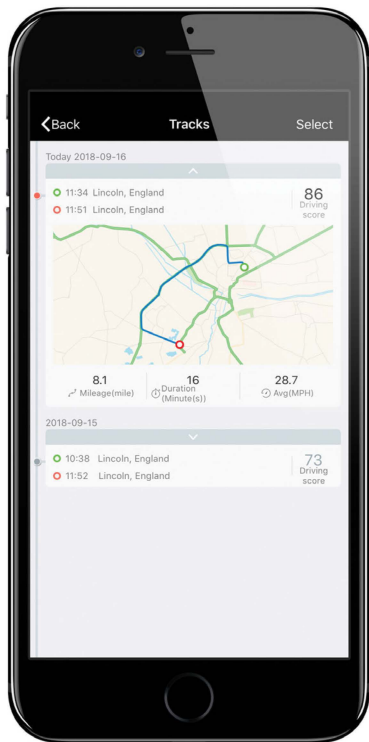 Back Tracks Select
Today 2018-09-16
11:34 Lincoln, England
86
Driving
score
11:51 Lincoln, England
8.1
Mileage(mile)
16
Duration
(Minute(s))
28.7
Avg(MPH)
2018-09-15
10:38 Lincoln, England
73
Driving
score
11:52 Lincoln, England